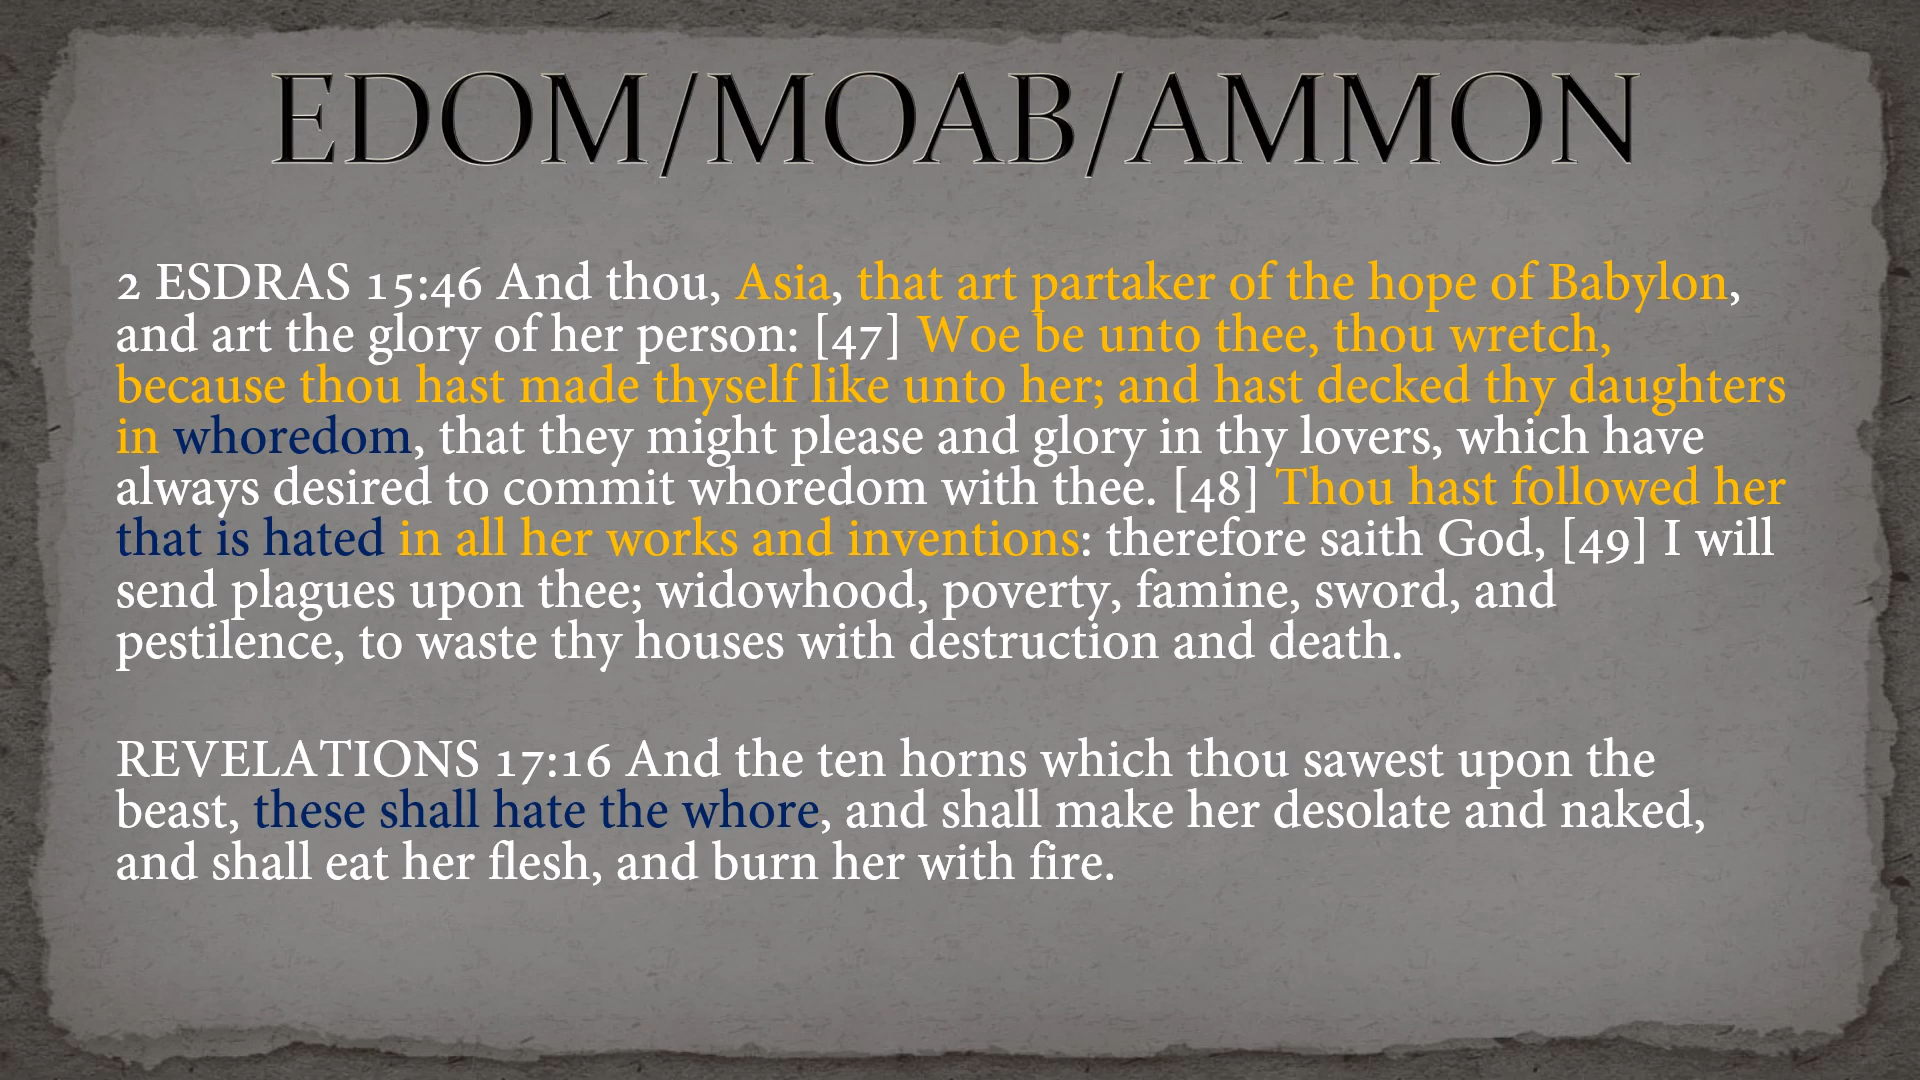 EDOM/MOAB/AMMON
2 ESDRAS 15:46 And thou, Asia, that art partaker of the hope of Babylon,
and art the glory of her person: [47] Woe be unto thee, thou wretch,
because thou hast made thyself like unto her; and hast decked thy daughters
in whoredom, that they might please and glory in thy lovers, which have
always desired to commit whoredom with thee. [48] Thou hast followed her
that is hated in all her works and inventions: therefore saith God, [49] I will
send plagues upon thee; widowhood, poverty, famine, sword, and
pestilence, to waste thy houses with destruction and death.
REVELATIONS 17:16 And the ten horns which thou sawest upon the
beast, these shall hate the whore, and shall make her desolate and naked,
and shall eat her flesh, and burn her with fire.